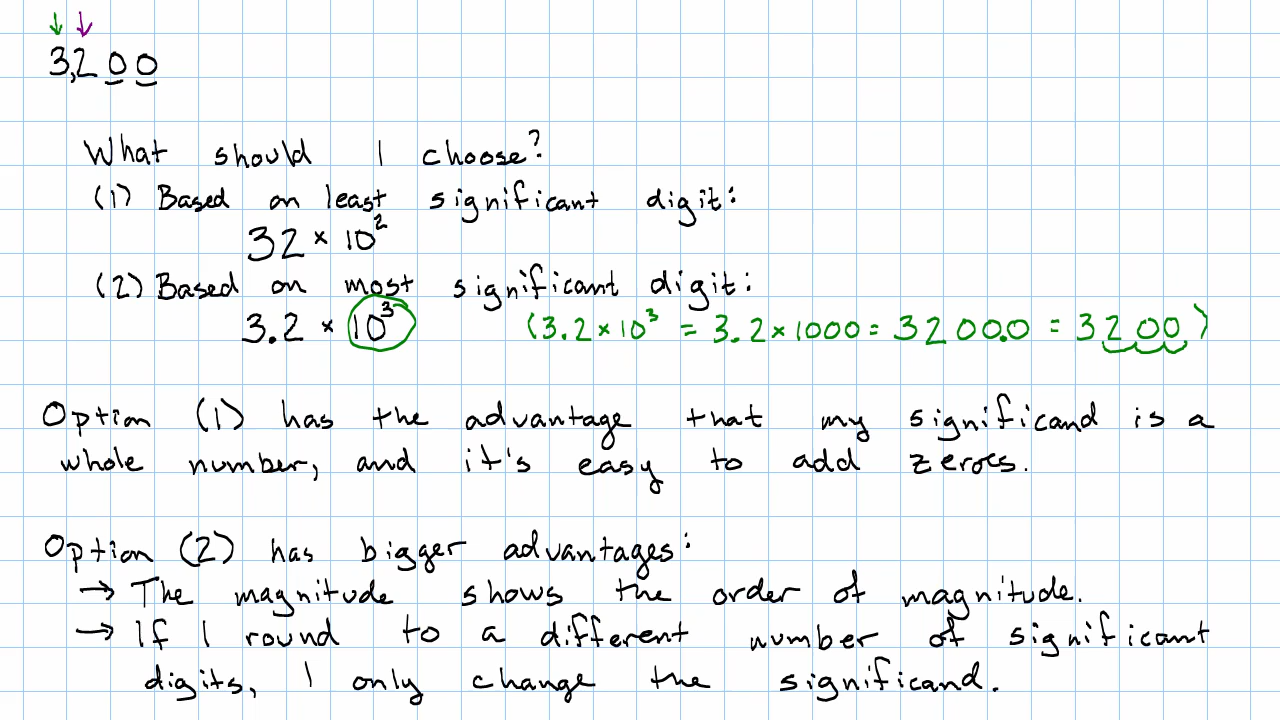 3,200
What should I choose?
(1) Based on least significant digit:
32 × 10²
(2) Based on most significant digit:
3.2 × 10³ (3.2 × 10³ = 3.2 × 1000 = 3200.0 = 3200)
Option (1) has the advantage that my significand is a
whole number, and it's easy to add zeroes.
Option (2) has bigger advantages:
→ The magnitude shows the order of magnitude.
→ If I round to a different number of significant
digits, I only change the significand.